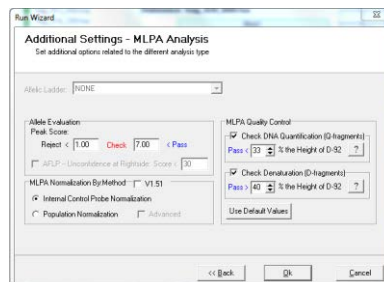 Run Wizard
Additional Settings - MLPA Analysis
Set additional options related to the different analysis type
Allelic Ladder: NONE
Allele Evaluation
Peak Score:
Reject < 1.00 Check 7.00 < Pass
AFLP - Unconfidence at Rightside Score < 30
MLPA Normalization By Method V1.51
Internal Control Probe Normalization
Population Normalization Advanced
MLPA Quality Control
Check DNA Quantification (Q-fragments)
Pass < 33 % the Height of D-92 ?
Check Denaturation (D-fragments)
Pass > 40 % the Height of D-92 ?
Use Default Values
<< Back Ok Cancel